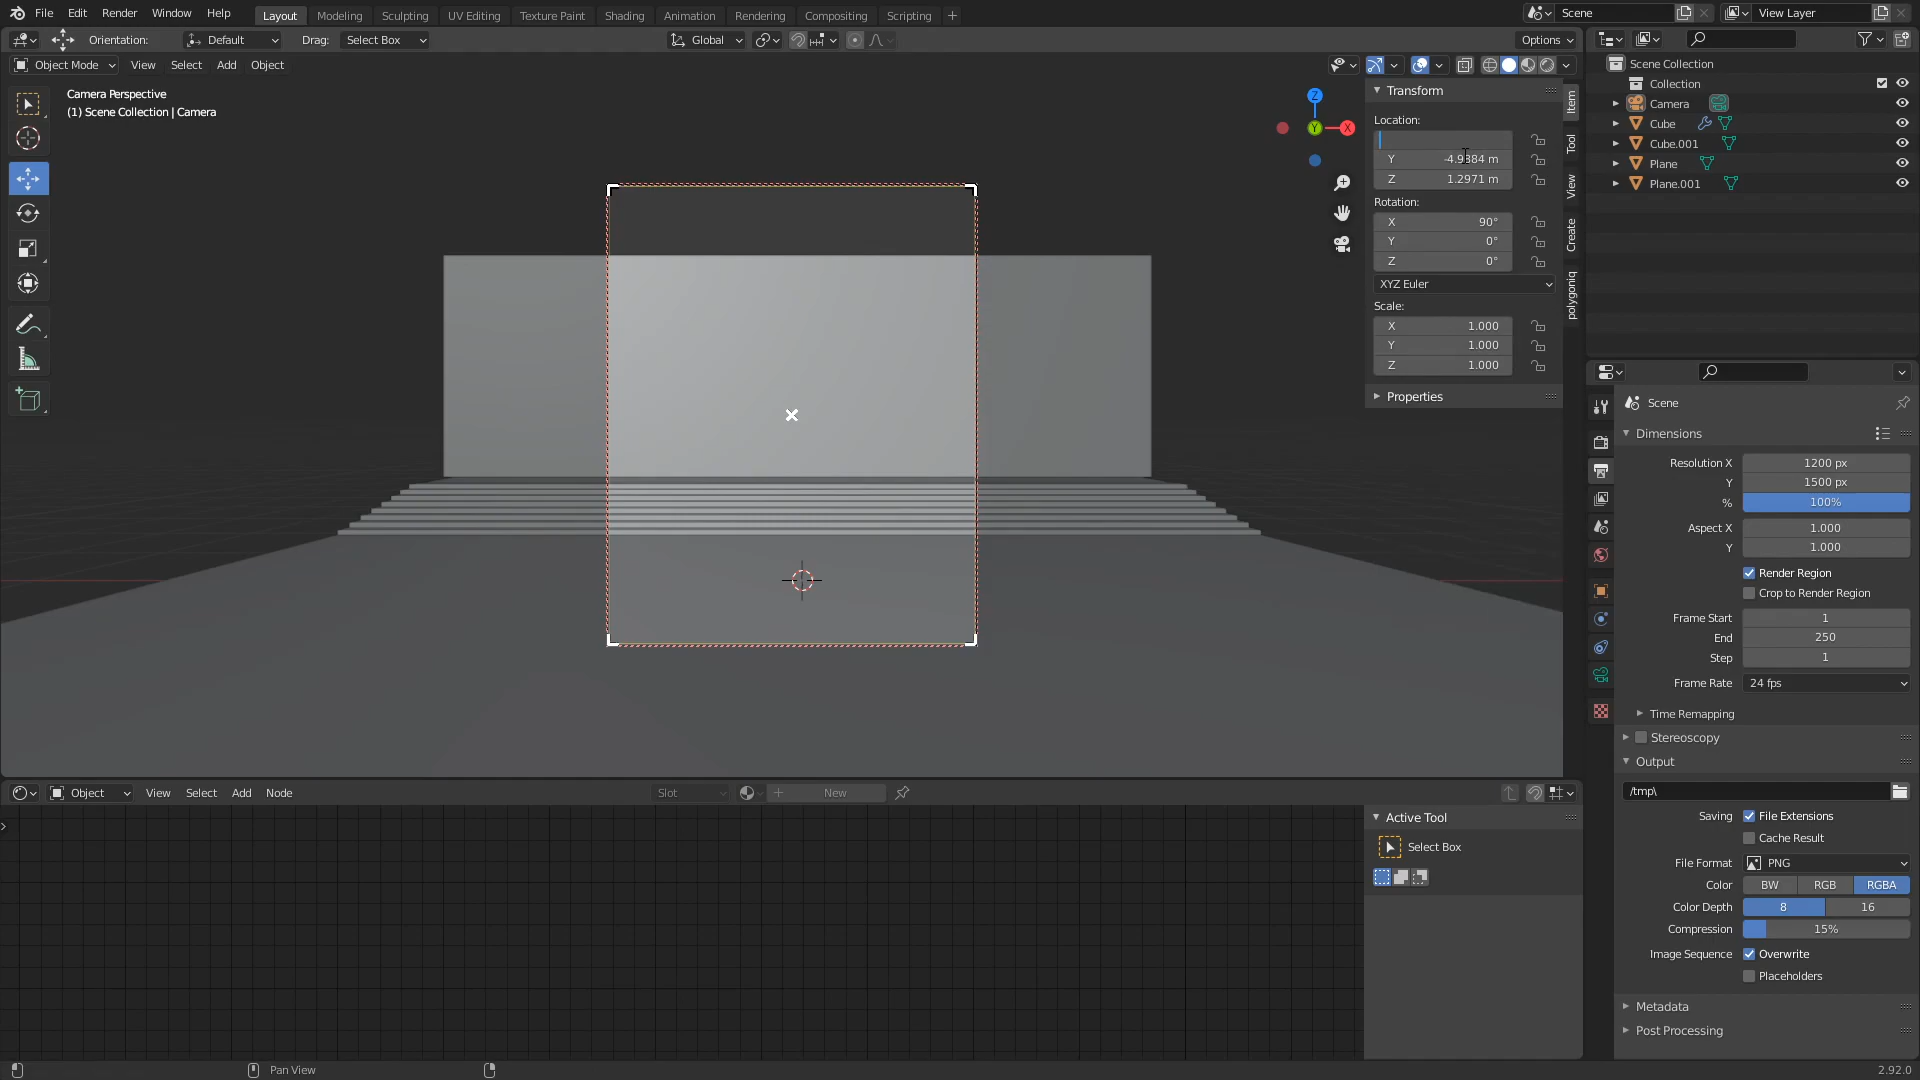 File Edit Render Window Help Layout Modeling Sculpting UV Editing Texture Paint Shading Animation Rendering Compositing Scripting + Scene View Layer
Orientation: Default Drag: Select Box Global Options
Object Mode View Select Add Object
Camera Perspective
(1) Scene Collection | Camera
Z
Y
X
Transform
Location:
Y -4.9384 m
Z 1.2971 m
Rotation:
X 90°
Y 0°
Z 0°
XYZ Euler
Scale:
X 1.000
Y 1.000
Z 1.000
Properties
Item
Tool
View
Create
polygoniq
Scene Collection
Collection
Camera
Cube
Cube.001
Plane
Plane.001
Scene
Dimensions
Resolution X 1200 px
Y 1500 px
% 100%
Aspect X 1.000
Y 1.000
Render Region
Crop to Render Region
Frame Start 1
End 250
Step 1
Frame Rate 24 fps
Time Remapping
Stereoscopy
Output
/tmp\
Saving File Extensions
Cache Result
File Format PNG
Color BW RGB RGBA
Color Depth 8 16
Compression 15%
Image Sequence Overwrite
Placeholders
Metadata
Post Processing
Object View Select Add Node Slot New
Active Tool
Select Box
Pan View
2.92.0